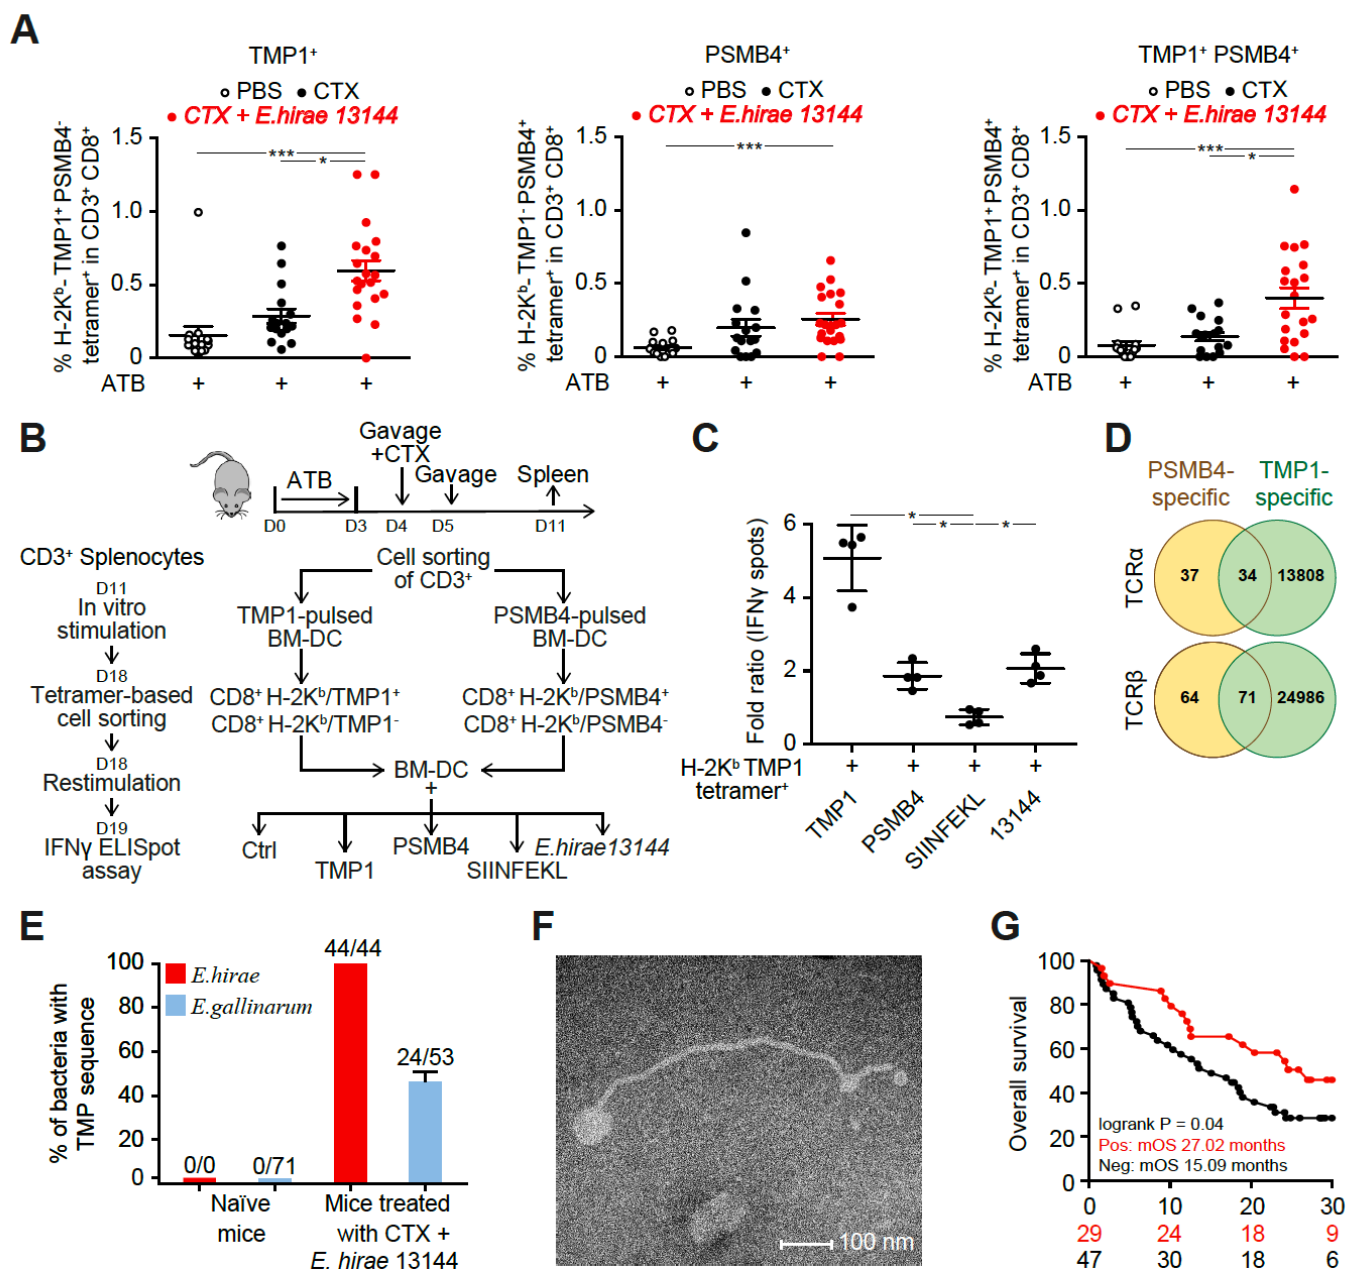 A
TMP1⁺
PBS CTX
CTX + E.hirae 13144
% H-2Kᵇ- TMP1⁺ PSMB4⁻
tetramer⁺ in CD3⁺ CD8⁺
1.5
1.0
0.5
0
***
*
ATB + + +
PSMB4⁺
PBS CTX
CTX + E.hirae 13144
% H-2Kᵇ- TMP1⁻ PSMB4⁺
tetramer⁺ in CD3⁺ CD8⁺
1.5
1.0
0.5
0
***
+ + +
TMP1⁺ PSMB4⁺
PBS CTX
CTX + E.hirae 13144
% H-2Kᵇ- TMP1⁺ PSMB4⁺
tetramer⁺ in CD3⁺ CD8⁺
1.5
1.0
0.5
0
***
*
ATB + + +
B
Gavage
+CTX
ATB
Gavage
Spleen
D0 D3 D4 D5 D11
CD3⁺ Splenocytes
D11
In vitro
stimulation
D18
Tetramer-based
cell sorting
D18
Restimulation
D19
IFNγ ELISpot
assay
Cell sorting
of CD3⁺
TMP1-pulsed
BM-DC
PSMB4-pulsed
BM-DC
CD8⁺ H-2Kᵇ/TMP1⁺
CD8⁺ H-2Kᵇ/TMP1⁻
CD8⁺ H-2Kᵇ/PSMB4⁺
CD8⁺ H-2Kᵇ/PSMB4⁻
BM-DC
+
Ctrl
TMP1
PSMB4
SIINFEKL
E.hirae13144
C
Fold ratio (IFNγ spots)
6
4
2
0
*
* *
H-2Kᵇ TMP1
tetramer⁺
+ + + +
TMP1
PSMB4
SIINFEKL
13144
D
PSMB4-
specific
TMP1-
specific
TCRα
37 34 13808
TCRβ
64 71 24986
E
% of bacteria with
TMP sequence
100
80
60
40
20
0
E.hirae
E.gallinarum
0/0
0/71
44/44
24/53
Naïve
mice
Mice treated
with CTX +
E. hirae 13144
F
100 nm
G
Overall survival
100
80
60
40
20
0
logrank P = 0.04
Pos: mOS 27.02 months
Neg: mOS 15.09 months
0 10 20 30
29 24 18 9
47 30 18 6